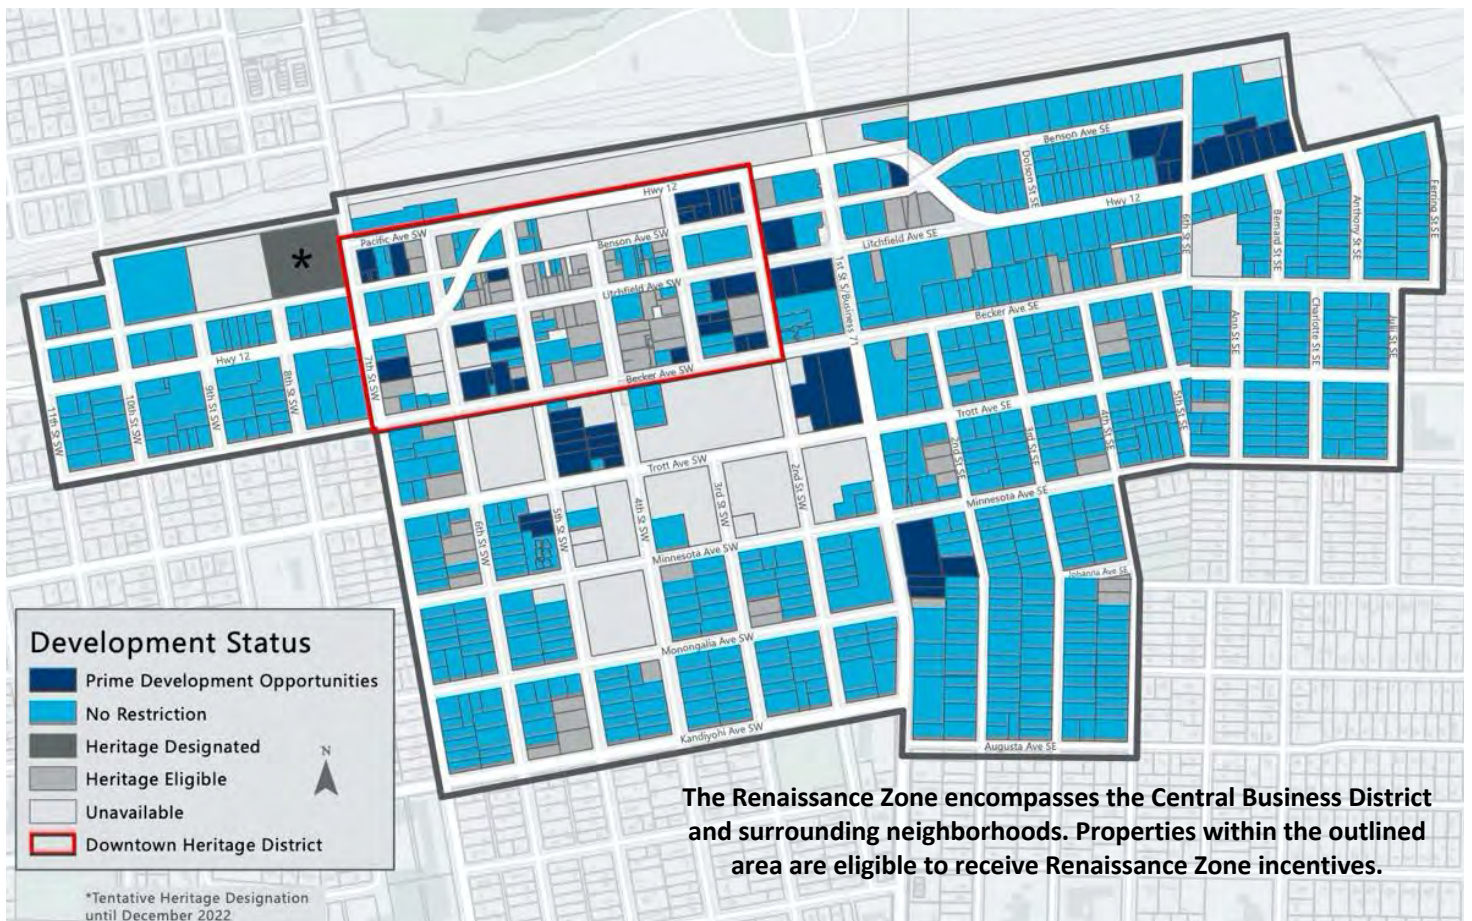 Hwy 12
Benson Ave SE
Dolson St SE
Hwy 12
6th St SE
Bernard St SE
Anthony St SE
Ferring St SE
Pacific Ave SW
Benson Ave SW
Litchfield Ave SE
Litchfield Ave SW
*
1st St S/Business 71
Becker Ave SE
Ann St SE
Charlotte St SE
Juli St SE
Hwy 12
7th St SW
8th St SW
9th St SW
10th St SW
11th St SW
Becker Ave SW
Trott Ave SE
5th St SE
4th St SE
3rd St SE
2nd St SE
Trott Ave SW
2nd St SW
3rd St SW
4th St SW
5th St SW
6th St SW
Minnesota Ave SE
Minnesota Ave SW
Johanna Ave SE
Monongalia Ave SW
Kandiyohi Ave SW
Augusta Ave SE
Development Status
Prime Development Opportunities
No Restriction
Heritage Designated
Heritage Eligible
Unavailable
Downtown Heritage District
N
*Tentative Heritage Designation
until December 2022
The Renaissance Zone encompasses the Central Business District
and surrounding neighborhoods. Properties within the outlined
area are eligible to receive Renaissance Zone incentives.